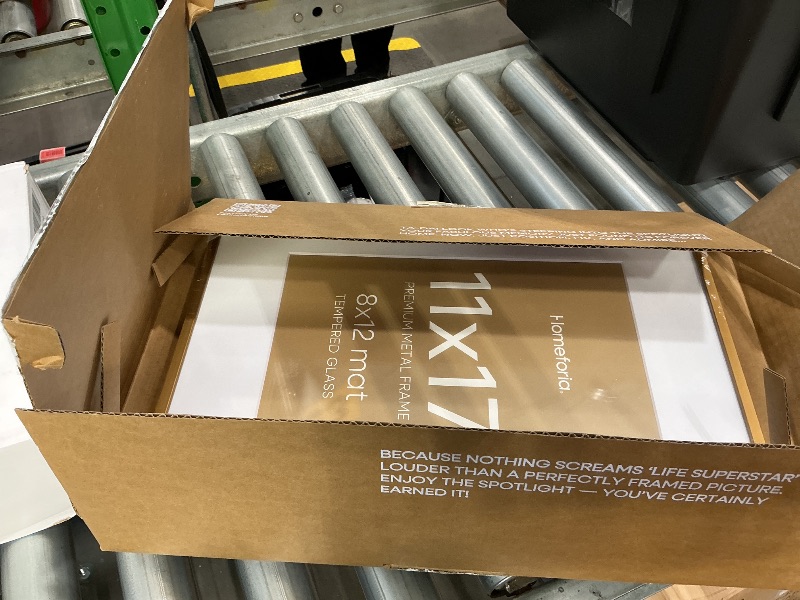 Homeforia.
11x17
PREMIUM METAL FRAME
8x12 mat
TEMPERED GLASS
BECAUSE NOTHING SCREAMS 'LIFE SUPERSTAR'
LOUDER THAN A PERFECTLY FRAMED PICTURE.
ENJOY THE SPOTLIGHT — YOU'VE CERTAINLY
EARNED IT!